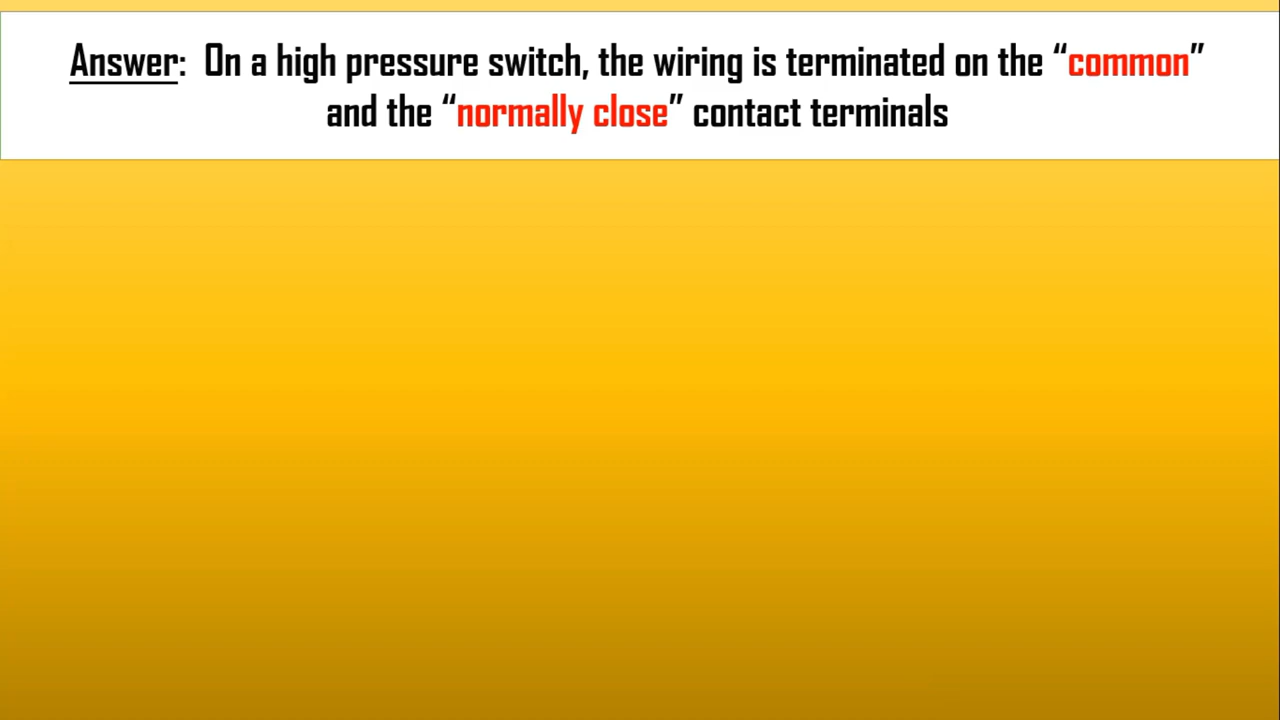 Answer: On a high pressure switch, the wiring is terminated on the “common”
and the “normally close” contact terminals